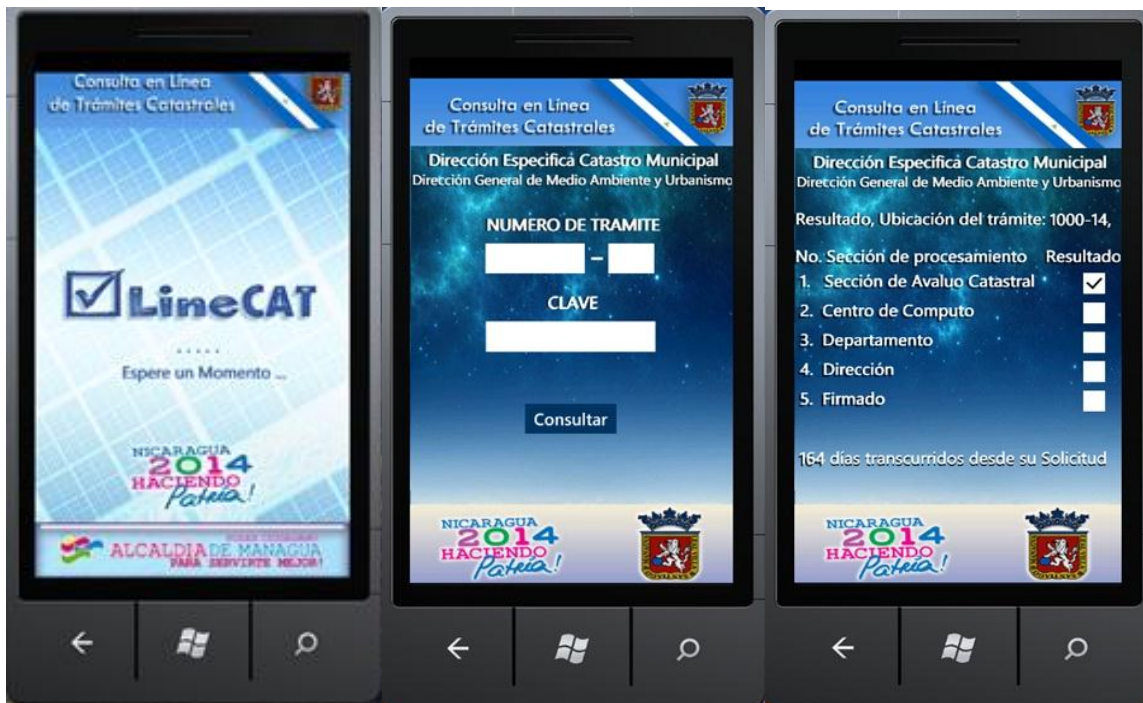 Consulta en Línea
de Trámites Catastrales
LineCAT
.....
Espere un Momento ...
NICARAGUA
2014
HACIENDO
Patria!
ALCALDIA DE MANAGUA
PARA SERVIRTE MEJOR!
Consulta en Línea
de Trámites Catastrales
Dirección Especifica Catastro Municipal
Dirección General de Medio Ambiente y Urbanismo
NUMERO DE TRAMITE
–
CLAVE
Consultar
NICARAGUA
2014
HACIENDO
Patria!
Consulta en Línea
de Trámites Catastrales
Dirección Especifica Catastro Municipal
Dirección General de Medio Ambiente y Urbanismo
Resultado, Ubicación del trámite: 1000-14,
No. Sección de procesamiento Resultado
1. Sección de Avaluo Catastral
2. Centro de Computo
3. Departamento
4. Dirección
5. Firmado
164 días transcurridos desde su Solicitud
NICARAGUA
2014
HACIENDO
Patria!